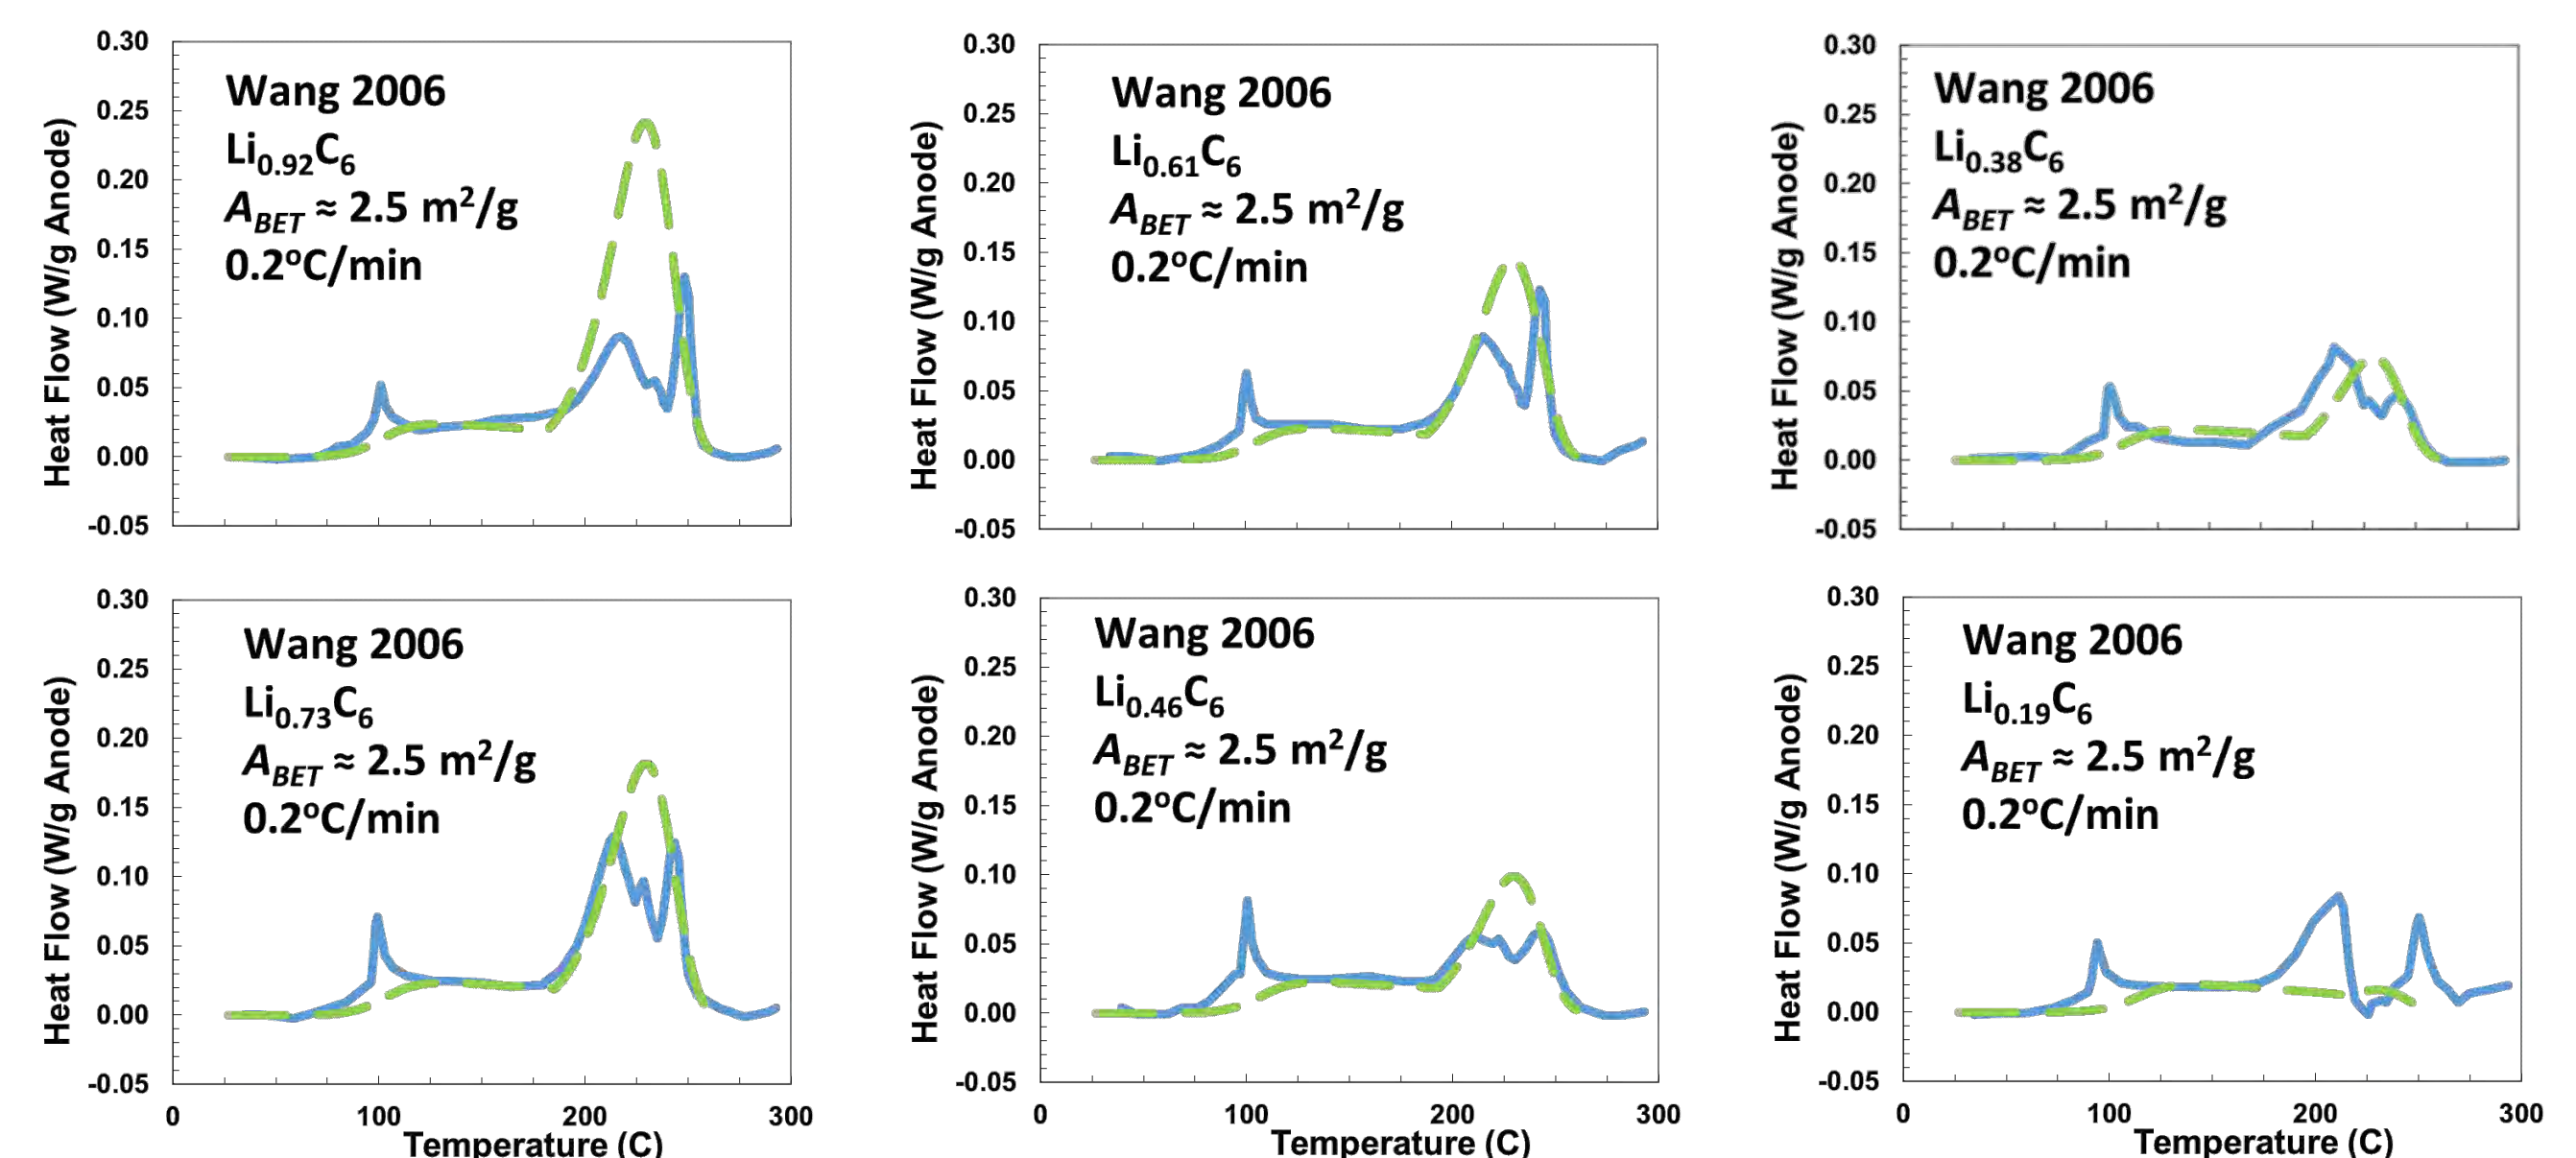 Heat Flow (W/g Anode)
0.30
0.25
0.20
0.15
0.10
0.05
0.00
-0.05
Wang 2006
Li0.92C6
ABET ≈ 2.5 m2/g
0.2oC/min
Heat Flow (W/g Anode)
0.30
0.25
0.20
0.15
0.10
0.05
0.00
-0.05
Wang 2006
Li0.61C6
ABET ≈ 2.5 m2/g
0.2oC/min
Heat Flow (W/g Anode)
0.30
0.25
0.20
0.15
0.10
0.05
0.00
-0.05
Wang 2006
Li0.38C6
ABET ≈ 2.5 m2/g
0.2oC/min
Heat Flow (W/g Anode)
0.30
0.25
0.20
0.15
0.10
0.05
0.00
-0.05
Wang 2006
Li0.73C6
ABET ≈ 2.5 m2/g
0.2oC/min
0 100 200 300
Temperature (C)
Heat Flow (W/g Anode)
0.30
0.25
0.20
0.15
0.10
0.05
0.00
-0.05
Wang 2006
Li0.46C6
ABET ≈ 2.5 m2/g
0.2oC/min
0 100 200 300
Temperature (C)
Heat Flow (W/g Anode)
0.30
0.25
0.20
0.15
0.10
0.05
0.00
-0.05
Wang 2006
Li0.19C6
ABET ≈ 2.5 m2/g
0.2oC/min
0 100 200 300
Temperature (C)